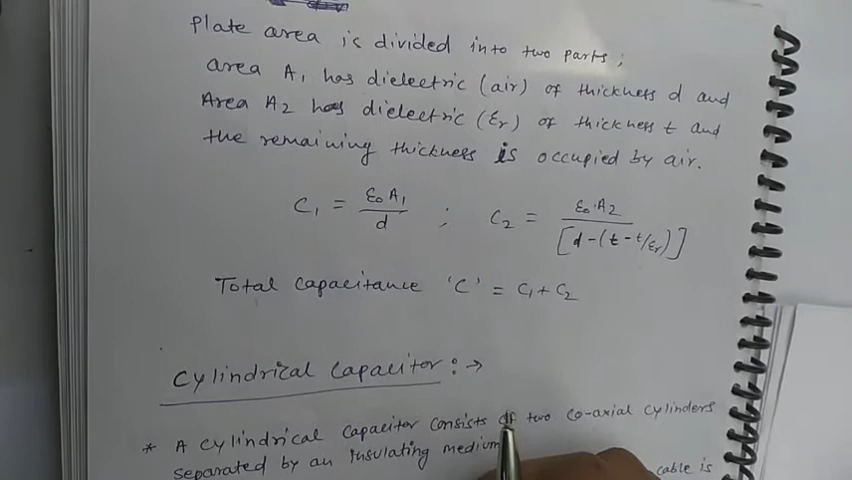 Plate area is divided into two parts;
area A₁ has dielectric (air) of thickness d and
Area A2 has dielectric (εr) of thickness t and
the remaining thickness is occupied by air.
C₁ = ε₀A₁/d ; C₂ = ε₀·A₂/[d-(t-t/εr)]
Total capacitance 'C' = C₁+C₂
Cylindrical Capacitor :→
* A cylindrical capacitor consists of two co-axial cylinders
separated by an insulating medium
cable is